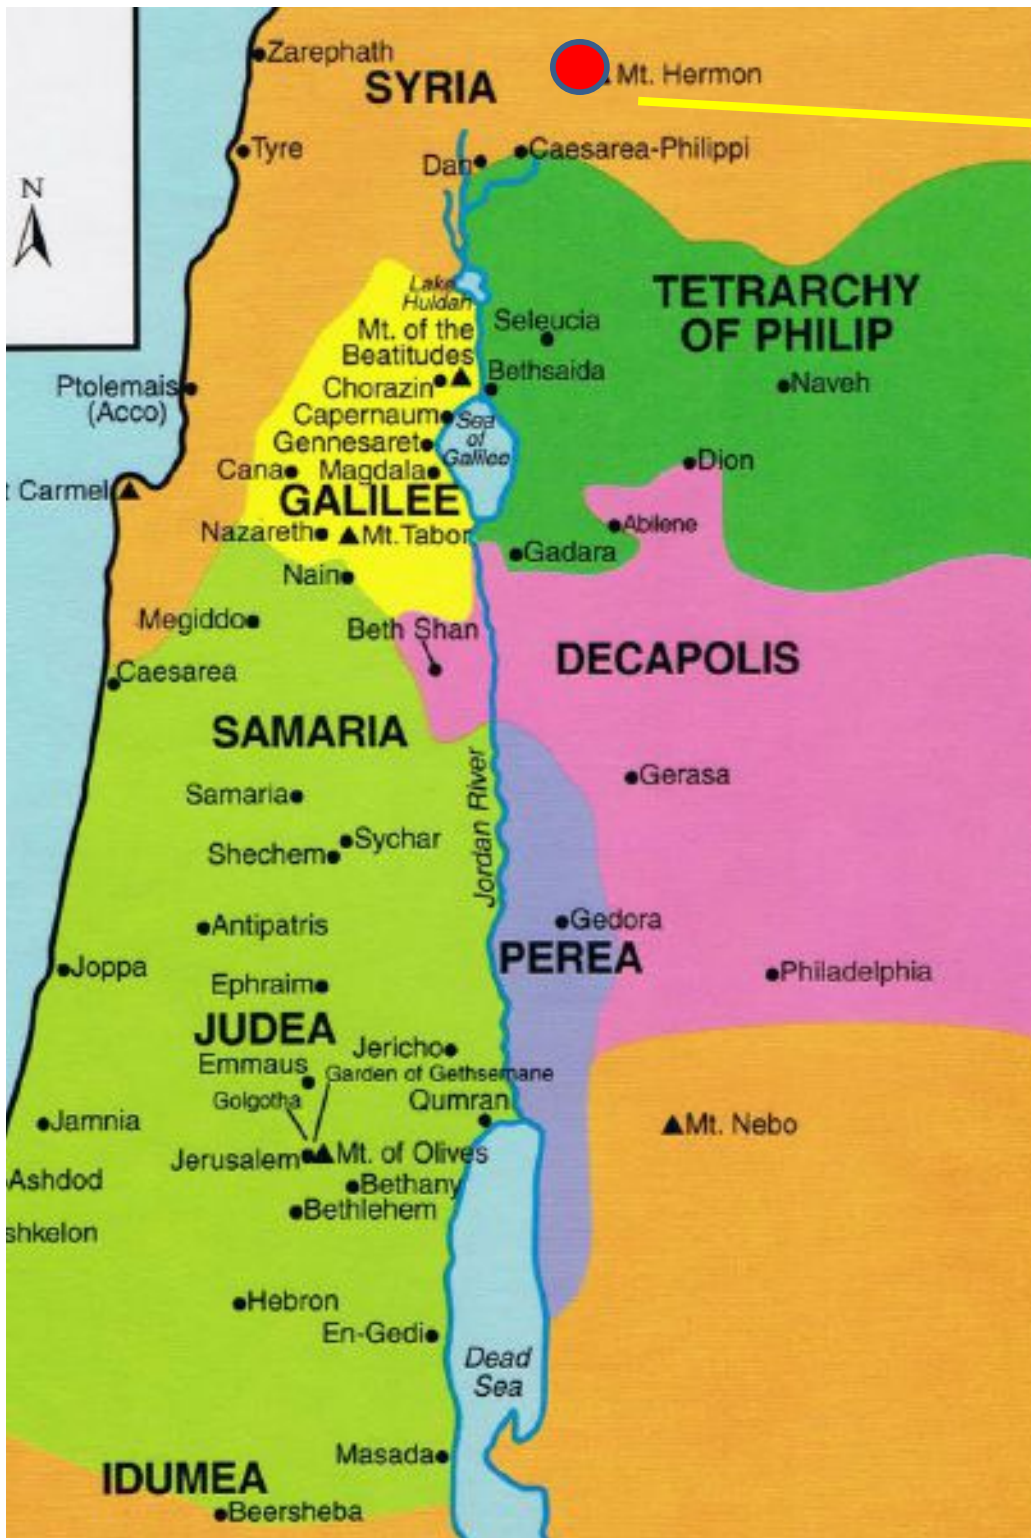 Zarephath
SYRIA
Mt. Hermon
Tyre
Dan
Caesarea-Philippi
N
Lake
Huldah
TETRARCHY
OF PHILIP
Seleucia
Mt. of the
Beatitudes
Bethsaida
Chorazin
Naveh
Ptolemais
(Acco)
Capernaum
Sea
of
Galilee
Gennesaret
Cana
Magdala
Dion
t Carmel
GALILEE
Abilene
Nazareth
Mt. Tabor
Gadara
Nain
Megiddo
Beth Shan
DECAPOLIS
Caesarea
SAMARIA
Jordan River
Gerasa
Samaria
Sychar
Shechem
Antipatris
Gedora
PEREA
Joppa
Philadelphia
Ephraim
JUDEA
Jericho
Emmaus
Garden of Gethsemane
Golgotha
Qumran
Jamnia
Mt. Nebo
Jerusalem
Mt. of Olives
Ashdod
Bethany
Bethlehem
shkelon
Hebron
En-Gedi
Dead
Sea
Masada
IDUMEA
Beersheba